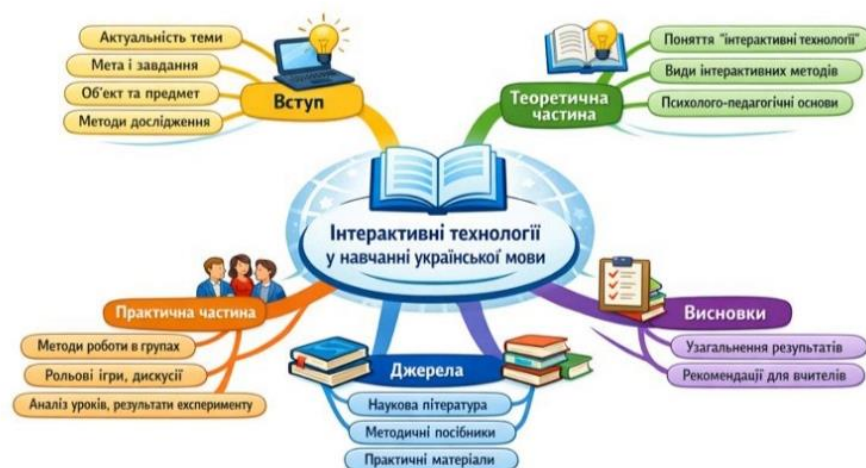 Актуальність теми
Мета і завдання
Об'єкт та предмет
Методи дослідження
Вступ
Поняття "інтерактивні технології"
Види інтерактивних методів
Психолого-педагогічні основи
Теоретична
частина
Інтерактивні технології
у навчанні української мови
Практична частина
Методи роботи в групах
Рольові ігри, дискусії
Аналіз уроків, результати експерименту
Джерела
Наукова пітература
Методичні посібники
Практичні матеріали
Висновки
Узагальнення результатів
Рекомендації для вчителів